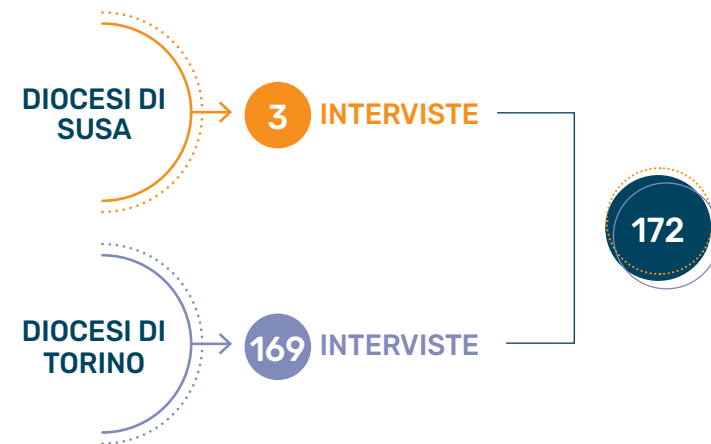 DIOCESI DI
SUSA
3 INTERVISTE
172
DIOCESI DI
TORINO
169 INTERVISTE